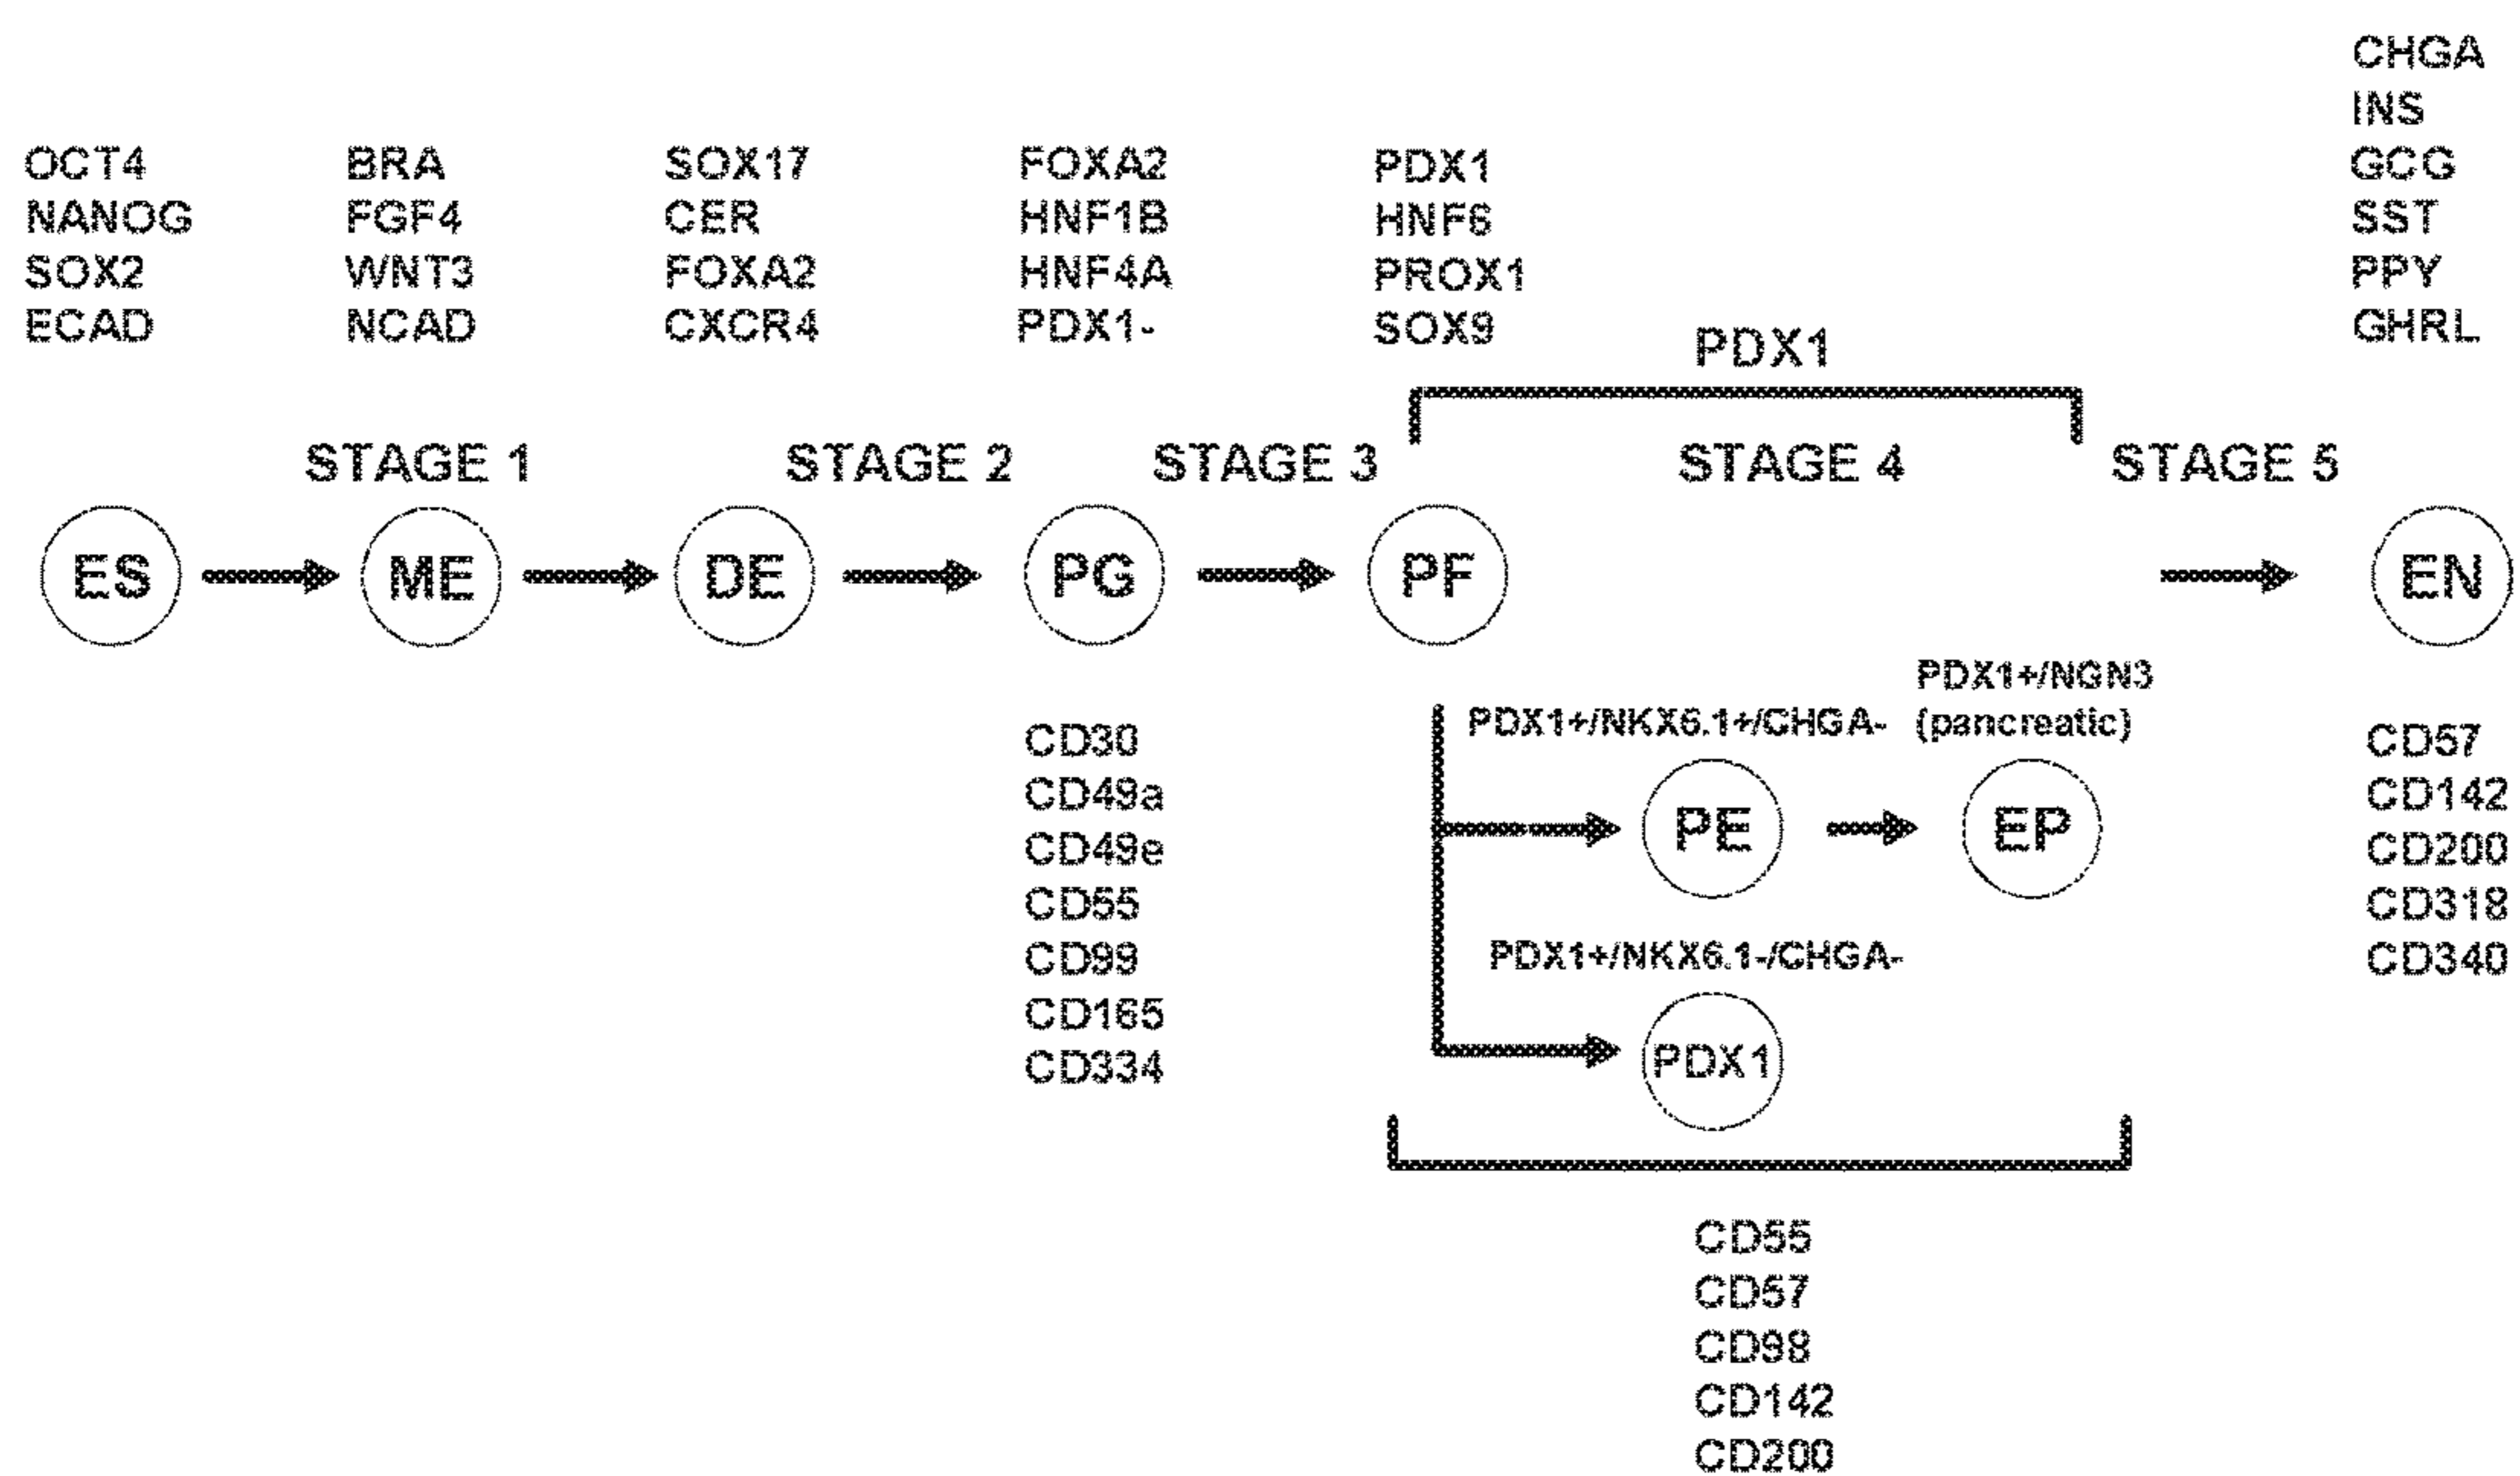 OCT4
NANOG
SOX2
ECAD
BRA
FGF4
WNT3
NCAD
SOX17
CER
FOXA2
CXCR4
FOXA2
HNF1B
HNF4A
PDX1-
PDX1
HNF6
PROX1
SOX9
PDX1
CHGA
INS
GCG
SST
PPY
GHRL
STAGE 1
STAGE 2
STAGE 3
STAGE 4
STAGE 5
ES
ME
DE
PG
PF
EN
CD30
CD49a
CD49e
CD55
CD99
CD165
CD334
PDX1+/NKX6.1+/CHGA-
PDX1+/NGN3
(pancreatic)
PE
EP
PDX1+/NKX6.1-/CHGA-
PDX1
CD57
CD142
CD200
CD318
CD340
CD55
CD57
CD98
CD142
CD200